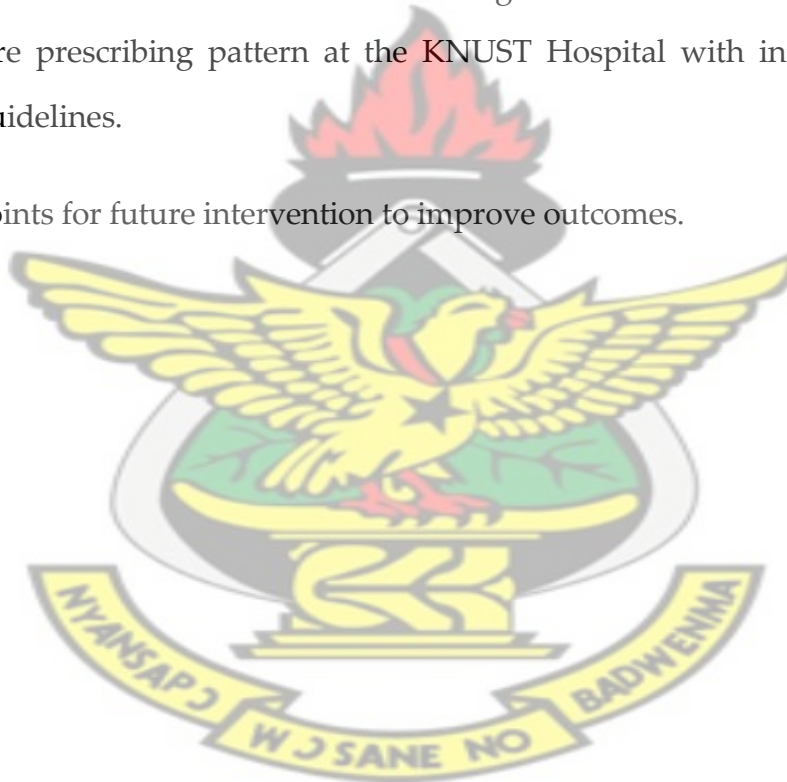 re prescribing pattern at the KNUST Hospital with in
uidelines.
oints for future intervention to improve outcomes.
NYANSAPƆ
WƆSANE NO
BADWENMA